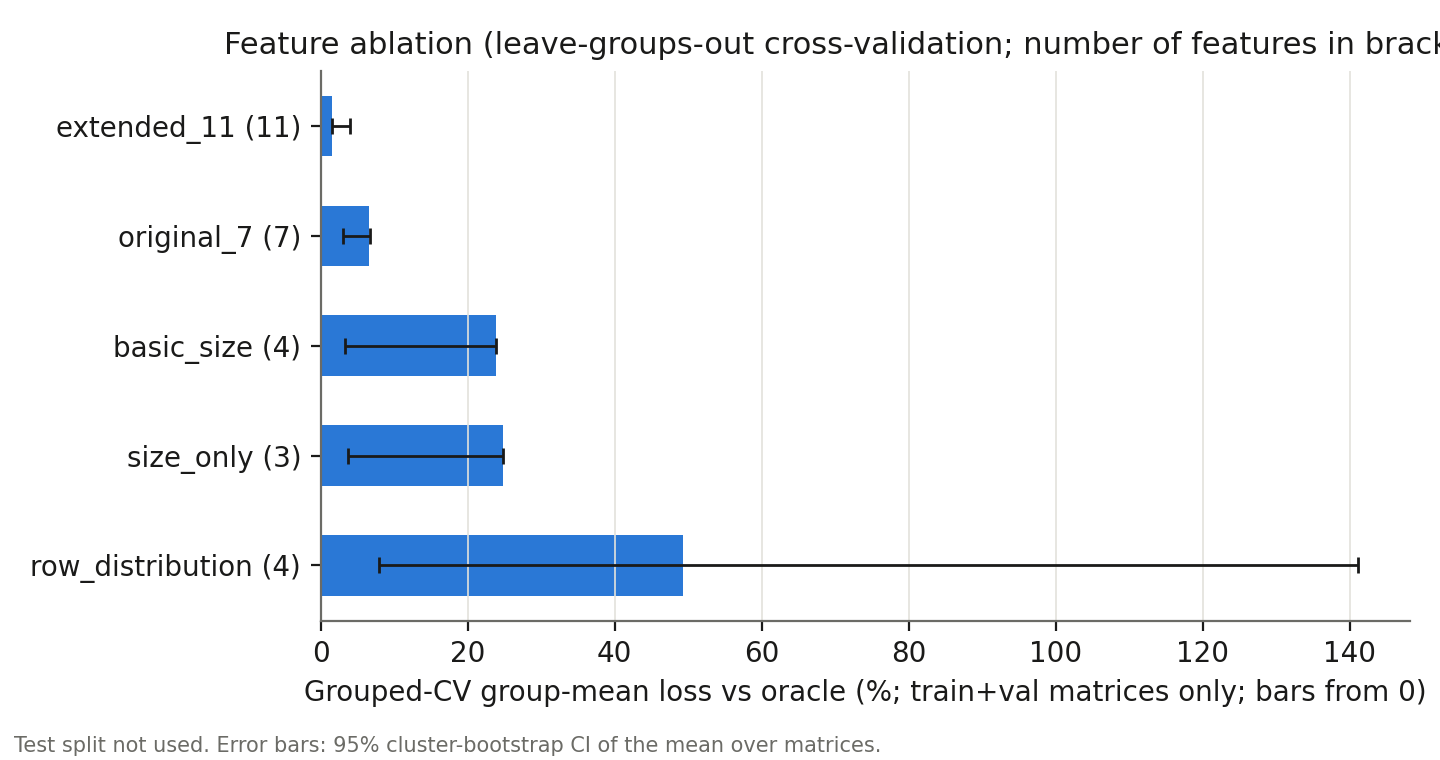 Feature ablation (leave-groups-out cross-validation; number of features in brack
extended_11 (11)
original_7 (7)
basic_size (4)
size_only (3)
row_distribution (4)
0 20 40 60 80 100 120 140
Grouped-CV group-mean loss vs oracle (%; train+val matrices only; bars from 0)
Test split not used. Error bars: 95% cluster-bootstrap CI of the mean over matrices.